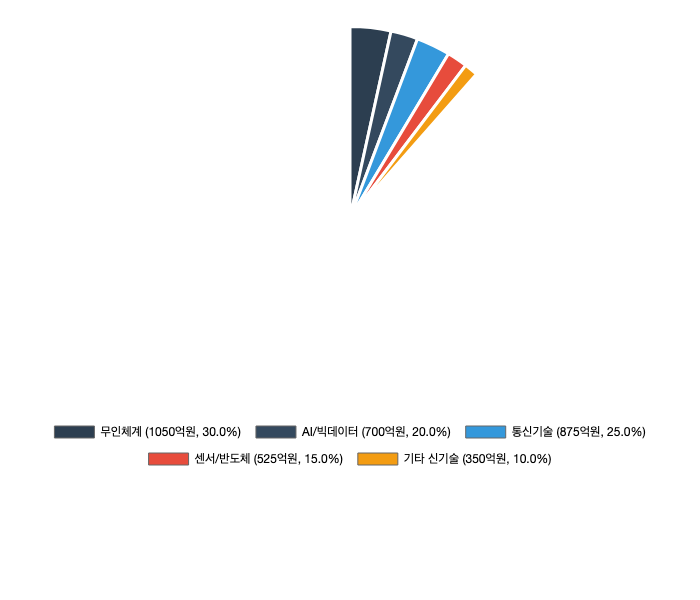 무인체계 (1050억원, 30.0%) AI/빅데이터 (700억원, 20.0%) 통신기술 (875억원, 25.0%)
센서/반도체 (525억원, 15.0%) 기타 신기술 (350억원, 10.0%)